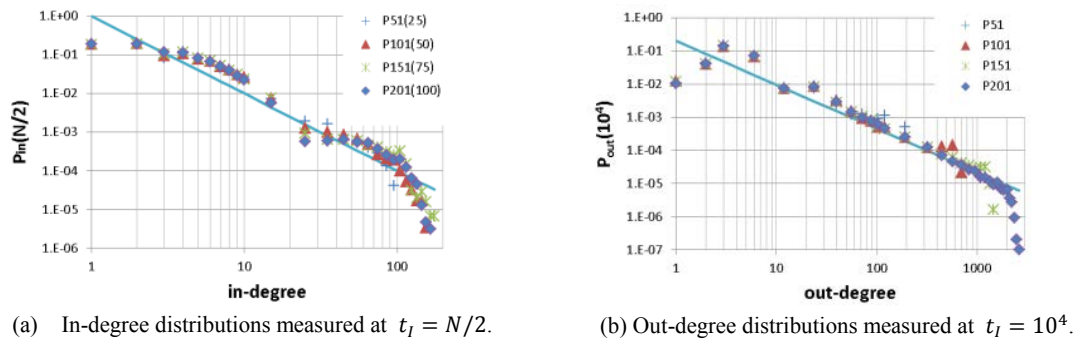 1.E+00
1.E-01
1.E-02
1.E-03
1.E-04
1.E-05
1.E-06
Pin(N/2)
1
10
100
in-degree
P51(25)
P101(50)
P151(75)
P201(100)
(a) In-degree distributions measured at t_I = N/2.
1.E+00
1.E-01
1.E-02
1.E-03
1.E-04
1.E-05
1.E-06
1.E-07
P_out(10⁴)
1
10
100
1000
out-degree
P51
P101
P151
P201
(b) Out-degree distributions measured at t_I = 10⁴.